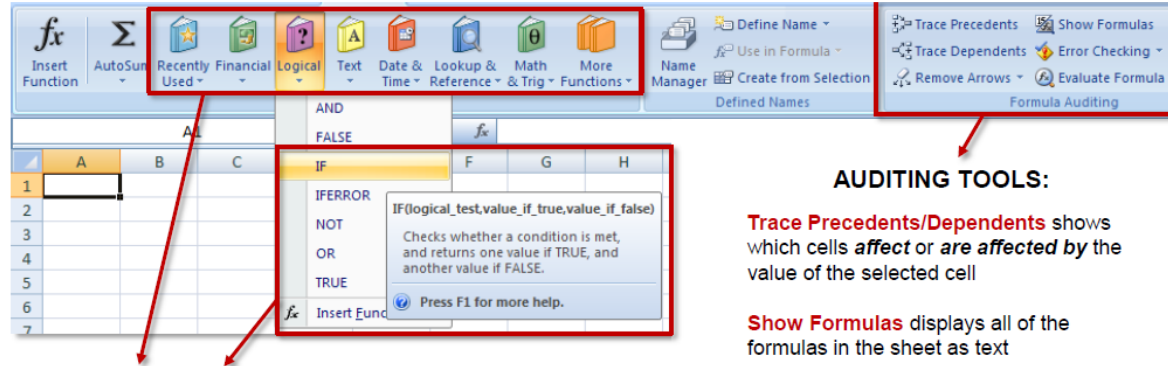 Insert Function
AutoSum
Recently Used
Financial
Logical
Text
Date & Time
Lookup & Reference
Math & Trig
More Functions
Name Manager
Define Name
Use in Formula
Create from Selection
Defined Names
Trace Precedents
Show Formulas
Trace Dependents
Error Checking
Remove Arrows
Evaluate Formula
Formula Auditing
A1
fx
A B C F G H
1
2
3
4
5
6
7
AND
FALSE
IF
IFERROR
NOT
OR
TRUE
fx Insert Func
IF(logical_test,value_if_true,value_if_false)
Checks whether a condition is met,
and returns one value if TRUE, and
another value if FALSE.
Press F1 for more help.
AUDITING TOOLS:
Trace Precedents/Dependents shows
which cells affect or are affected by the
value of the selected cell
Show Formulas displays all of the
formulas in the sheet as text